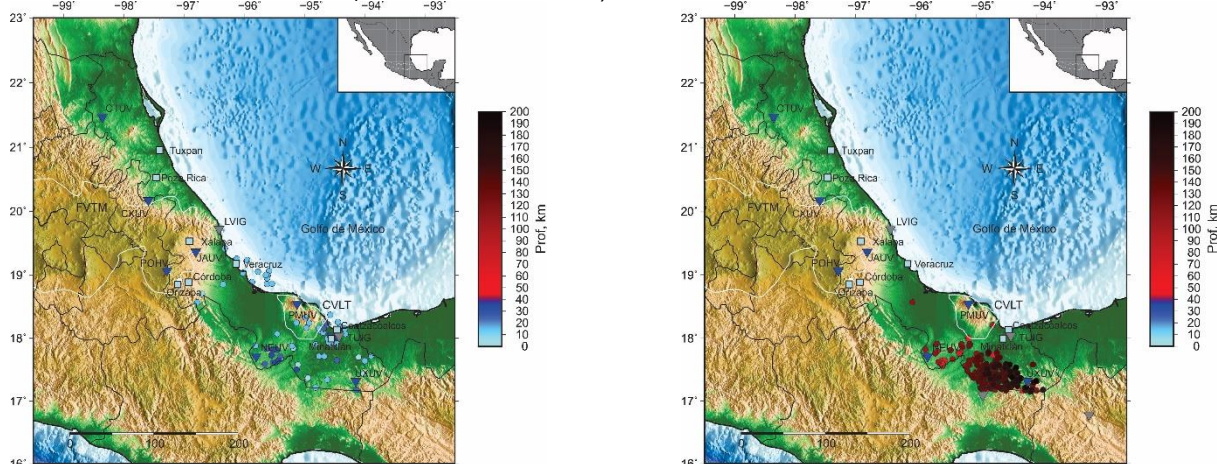 −99° −98° −97° −96° −95° −94° −93°
23°
22°
21°
20°
19°
18°
17°
16°
CTUV
Tuxpan
Poza Rica
FVTM
CXUV
LVIG
Xalapa
JAUV
POHV
Veracruz
Córdoba
Orizaba
Golfo de México
N
W E
S
CVLT
PMUV
Coatzacoalcos
TUIG
Minatitlán
NEUV
UXUV
0 100 200
200
190
180
170
160
150
140
130
120
110
100
90
80
70
60
50
40
30
20
10
0
Prof, km
−99° −98° −97° −96° −95° −94° −93°
23°
22°
21°
20°
19°
18°
17°
16°
CTUV
Tuxpan
Poza Rica
FVTM
CXUV
LVIG
Xalapa
JAUV
POHV
Veracruz
Córdoba
Orizaba
Golfo de México
N
W E
S
CVLT
PMUV
Coatzacoalcos
TUIG
Minatitlán
UXUV
0 100 200
200
190
180
170
160
150
140
130
120
110
100
90
80
70
60
50
40
30
20
10
0
Prof, km